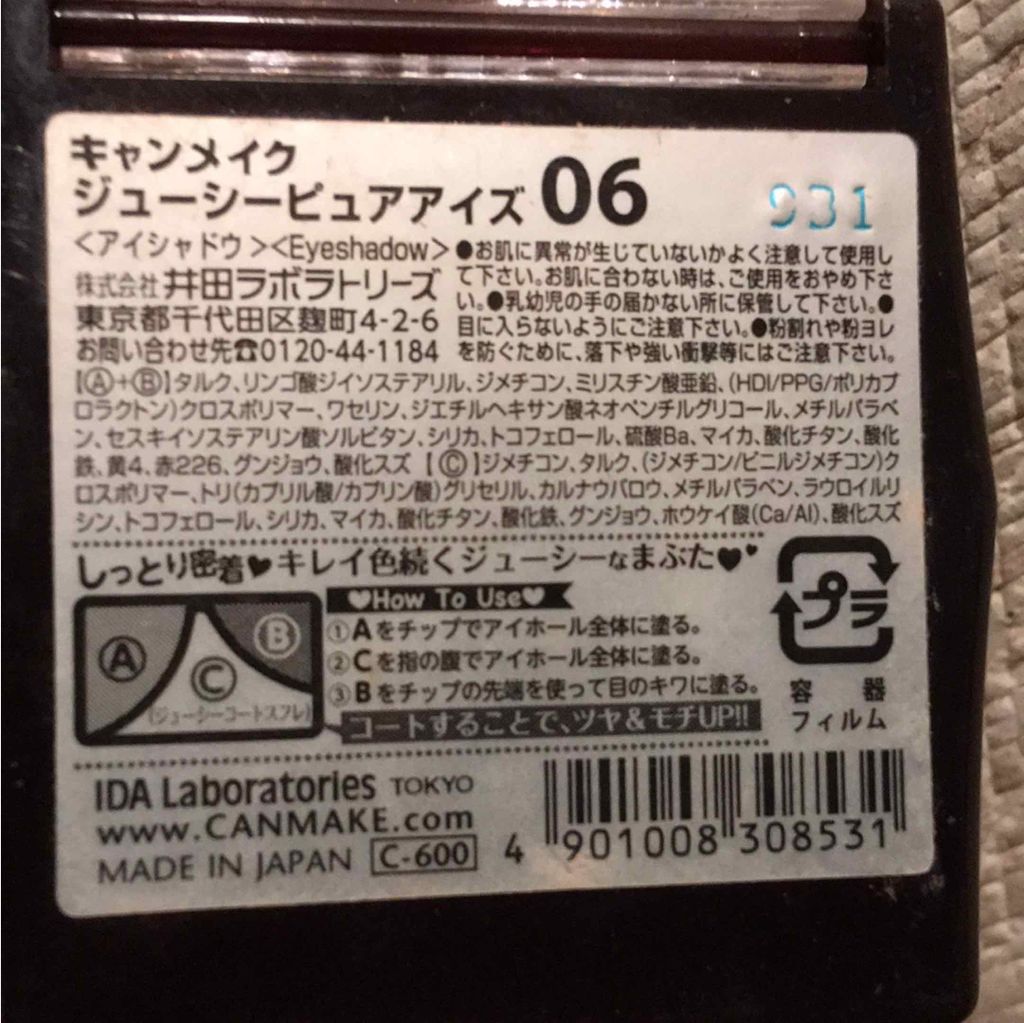 キャンメイク
ジューシーピュアアイズ 06
931
<アイシャドウ><Eyeshadow>
株式会社 井田ラボラトリーズ
東京都千代田区麹町4-2-6
お問い合わせ先☎0120-44-1184
●お肌に異常が生じていないかよく注意して使用し
て下さい。お肌に合わない時は、ご使用をおやめ下さ
い。●乳幼児の手の届かない所に保管して下さい。●
目に入らないようにご注意下さい。●粉割れや粉ヨレ
を防ぐために、落下や強い衝撃等にはご注意下さい。
【Ⓐ+Ⓑ】タルク、リンゴ酸ジイソステアリル、ジメチコン、ミリスチン酸亜鉛、(HDI/PPG/ポリカプ
ロラクトン)クロスポリマー、ワセリン、ジエチルヘキサン酸ネオペンチルグリコール、メチルパラベ
ン、セスキイソステアリン酸ソルビタン、シリカ、トコフェロール、硫酸Ba、マイカ、酸化チタン、酸化
鉄、黄4、赤226、グンジョウ、酸化スズ【Ⓒ】ジメチコン、タルク、(ジメチコン/ビニルジメチコン)ク
ロスポリマー、トリ(カプリル酸/カプリン酸)グリセリル、カルナウバロウ、メチルパラベン、ラウロイルリ
シン、トコフェロール、シリカ、マイカ、酸化チタン、酸化鉄、グンジョウ、ホウケイ酸(Ca/Al)、酸化スズ
しっとり密着♥キレイ色続くジューシーなまぶた♥♥
♥How To Use♥
①Aをチップでアイホール全体に塗る。
②Cを指の腹でアイホール全体に塗る。
③Bをチップの先端を使って目のキワに塗る。
コートすることで、ツヤ&モチUP!!
Ⓐ
Ⓑ
Ⓒ
(ジューシーコートスフレ)
プラ
容器
フィルム
IDA Laboratories TOKYO
www.CANMAKE.com
MADE IN JAPAN C-600
4 901008 308531